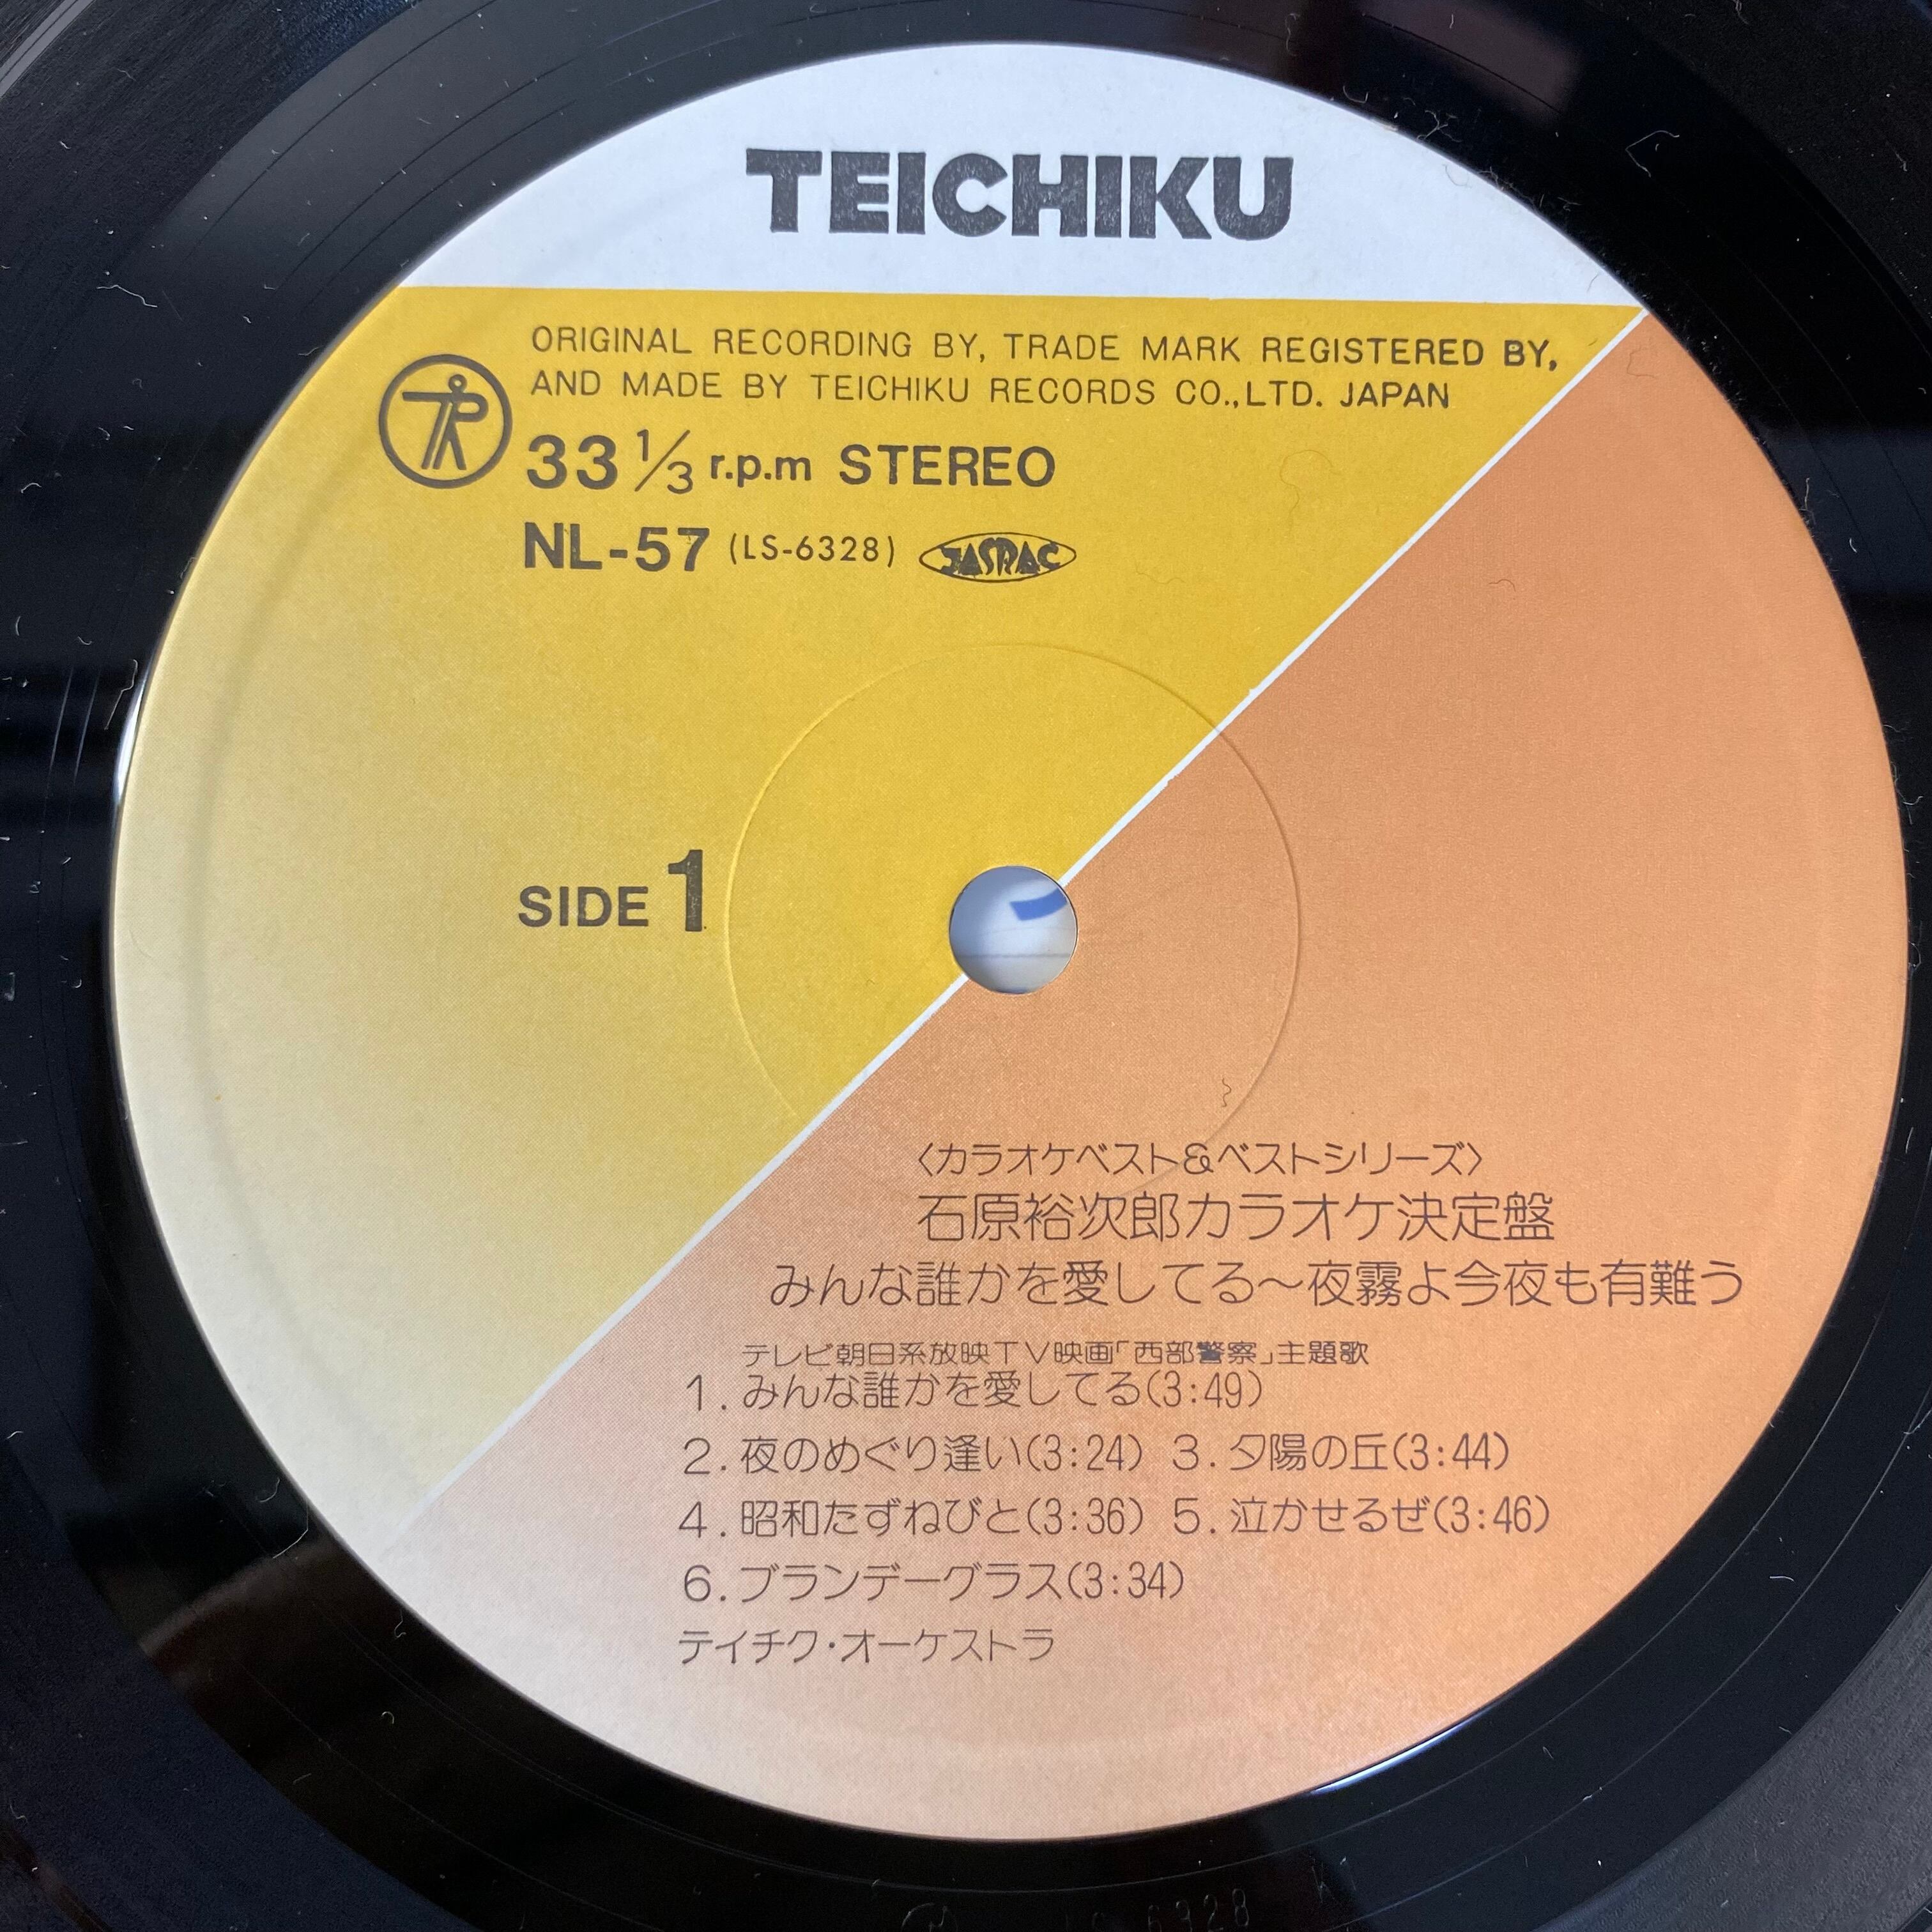 TEICHIKU
ORIGINAL RECORDING BY, TRADE MARK REGISTERED BY,
AND MADE BY TEICHIKU RECORDS CO.,LTD. JAPAN
33 1/3 r.p.m STEREO
NL-57 (LS-6328) JASRAC
SIDE 1
〈カラオケベスト&ベストシリーズ〉
石原裕次郎カラオケ決定盤
みんな誰かを愛してる〜夜霧よ今夜も有難う
テレビ朝日系放映TV映画「西部警察」主題歌
1. みんな誰かを愛してる(3:49)
2. 夜のめぐり逢い(3:24) 3. 夕陽の丘(3:44)
4. 昭和たずねびと(3:36) 5. 泣かせるぜ(3:46)
6. ブランデーグラス(3:34)
テイチク・オーケストラ
LS 6328